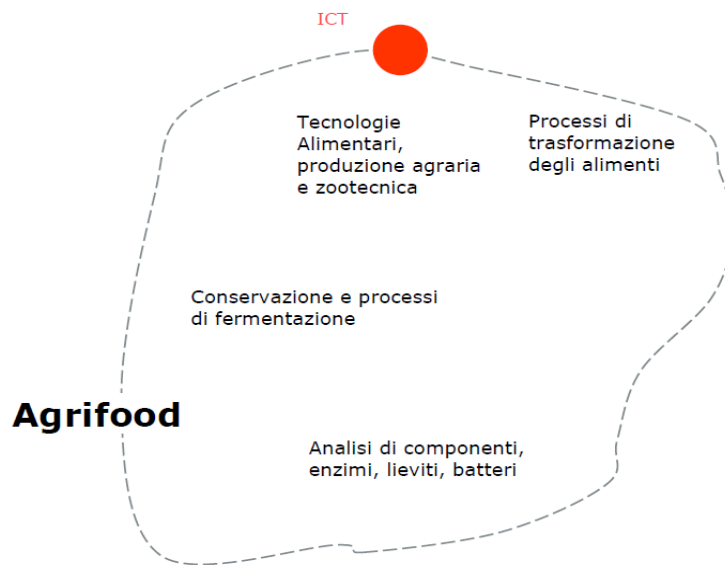 ICT
Tecnologie
Alimentari,
produzione agraria
e zootecnica
Processi di
trasformazione
degli alimenti
Conservazione e processi
di fermentazione
Agrifood
Analisi di componenti,
enzimi, lieviti, batteri